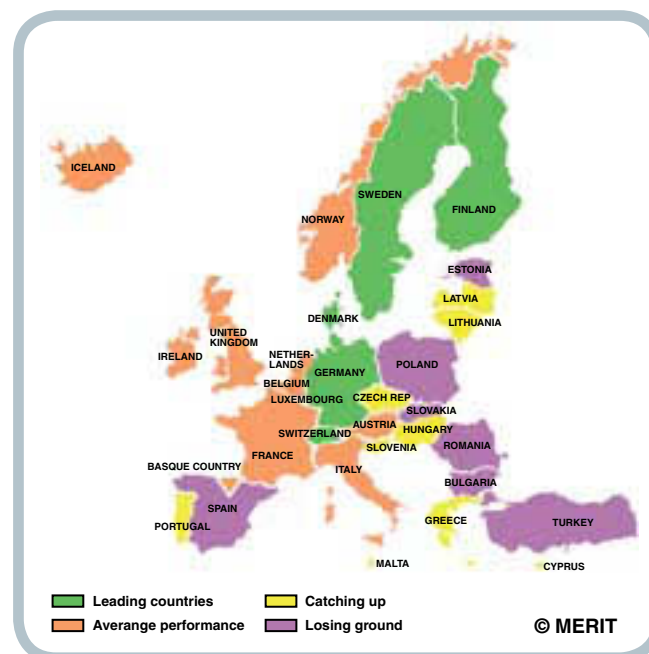 ICELAND
SWEDEN
FINLAND
NORWAY
ESTONIA
LATVIA
LITHUANIA
DENMARK
UNITED
KINGDOM
IRELAND
NETHER-
LANDS
BELGIUM
GERMANY
POLAND
LUXEMBOURG
CZECH REP
SLOVAKIA
AUSTRIA
HUNGARY
SWITZERLAND
SLOVENIA
ROMANIA
FRANCE
ITALY
BASQUE COUNTRY
BULGARIA
SPAIN
PORTUGAL
GREECE
TURKEY
MALTA
CYPRUS
Leading countries
Averange performance
Catching up
Losing ground
© MERIT